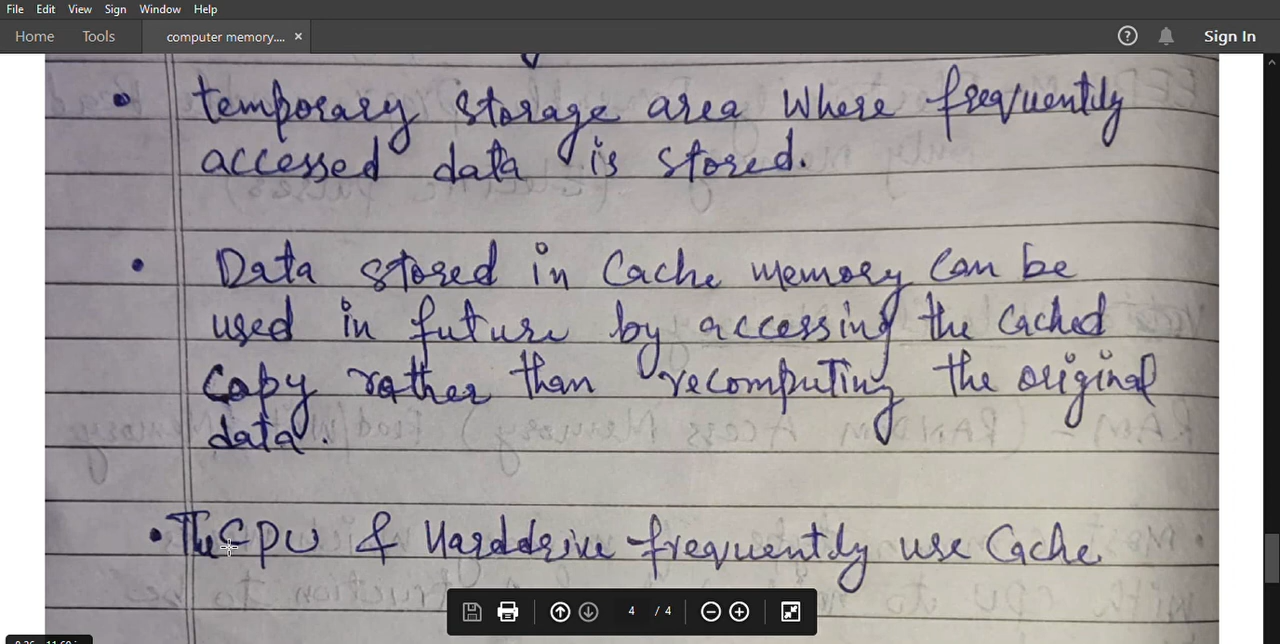 File Edit View Sign Window Help
Home Tools computer memory.... × Sign In
temporary storage area where frequently
accessed data is stored.
Data stored in Cache memory can be
used in future by accessing the cached
Copy rather than recomputing the original
data.
The CPU & Harddrive frequently use Cache.
4 / 4